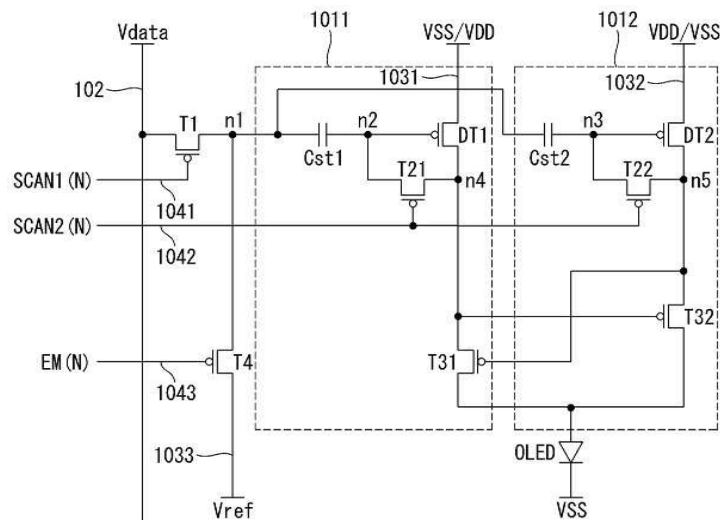 1011
1012
Vdata
VSS/VDD
VDD/VSS
102
1031
1032
T1
n1
n2
n3
DT1
DT2
Cst1
Cst2
T21
T22
n4
n5
SCAN1(N)
1041
SCAN2(N)
1042
T32
EM(N)
T4
T31
1043
1033
OLED
Vref
VSS